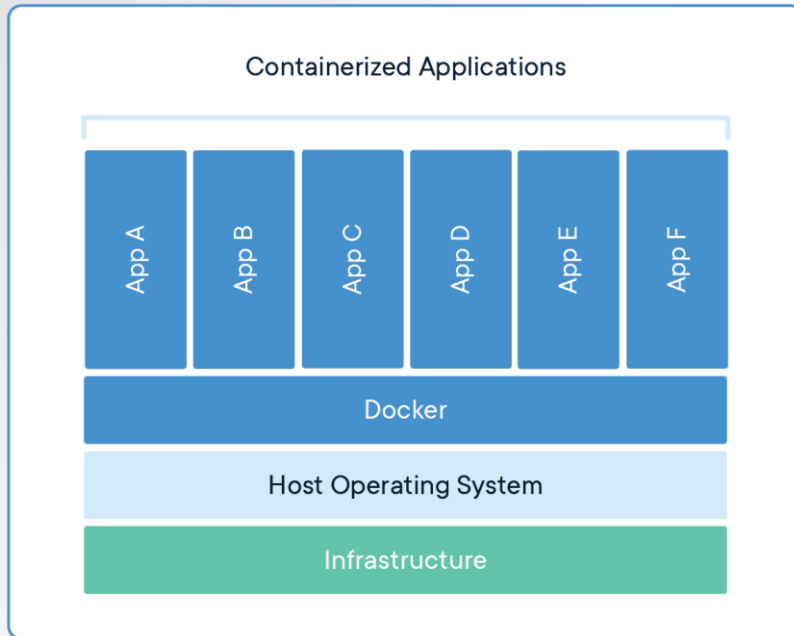 Containerized Applications
App A
App B
App C
App D
App E
App F
Docker
Host Operating System
Infrastructure